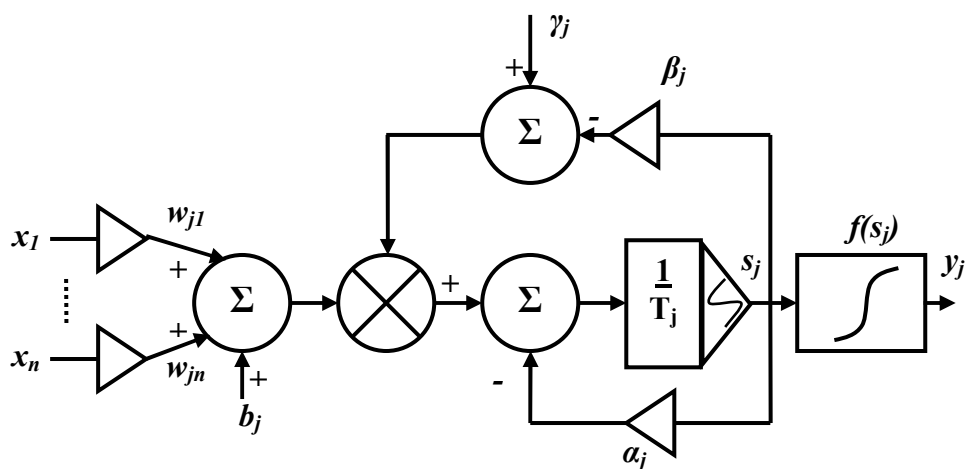 γj
+
βj
Σ
-
wj1
x1
+
Σ
+
Σ
1
Tj
sj
f(sj)
yj
+
xn
wjn
+
bj
-
αj